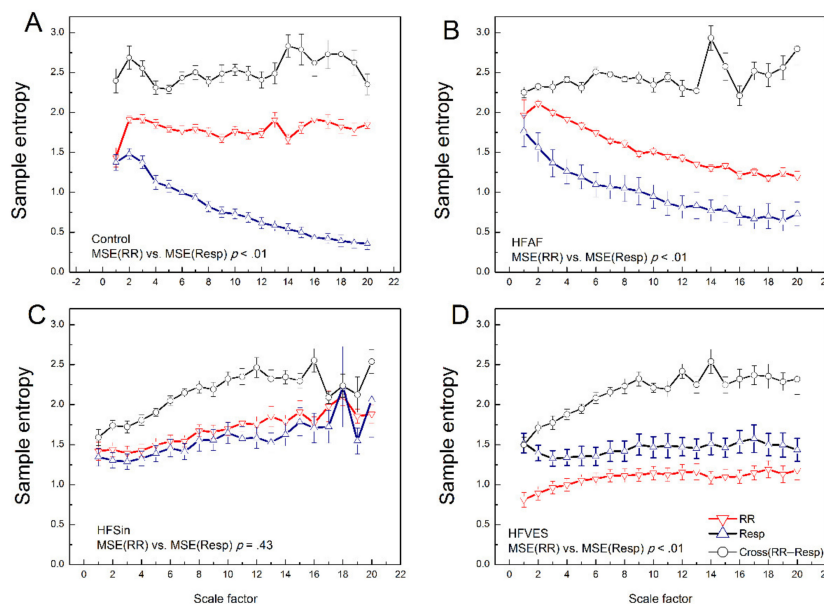 A
B
3.0
2.5
2.0
1.5
1.0
0.5
0.0
Sample entropy
Control
MSE(RR) vs. MSE(Resp) p < .01
-2 0 2 4 6 8 10 12 14 16 18 20 22
3.0
2.5
2.0
1.5
1.0
0.5
0.0
Sample entropy
HFAF
MSE(RR) vs. MSE(Resp) p < .01
0 2 4 6 8 10 12 14 16 18 20 22
C
D
3.0
2.5
2.0
1.5
1.0
0.5
0.0
Sample entropy
HFSin
MSE(RR) vs. MSE(Resp) p = .43
-2 0 2 4 6 8 10 12 14 16 18 20 22
Scale factor
3.0
2.5
2.0
1.5
1.0
0.5
0.0
Sample entropy
HFVES
MSE(RR) vs. MSE(Resp) p < .01
RR
Resp
Cross(RR–Resp)
0 2 4 6 8 10 12 14 16 18 20 22
Scale factor